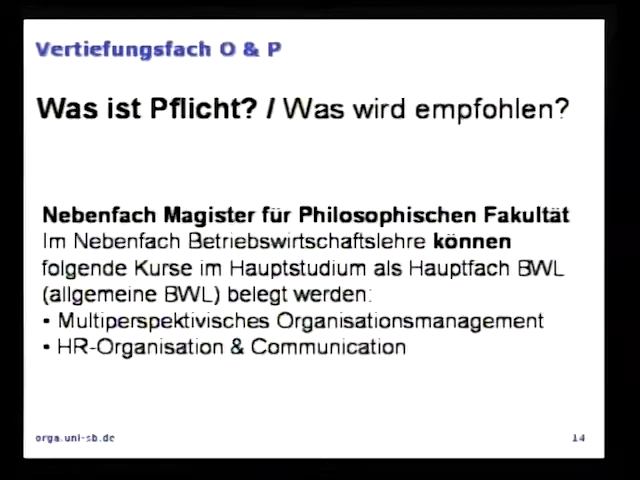 Vertiefungsfach O & P
Was ist Pflicht? / Was wird empfohlen?
Nebenfach Magister für Philosophischen Fakultät
Im Nebenfach Betriebswirtschaftslehre können
folgende Kurse im Hauptstudium als Hauptfach BWL
(allgemeine BWL) belegt werden:
• Multiperspektivisches Organisationsmanagement
• HR-Organisation & Communication
orga.uni-sb.de
14